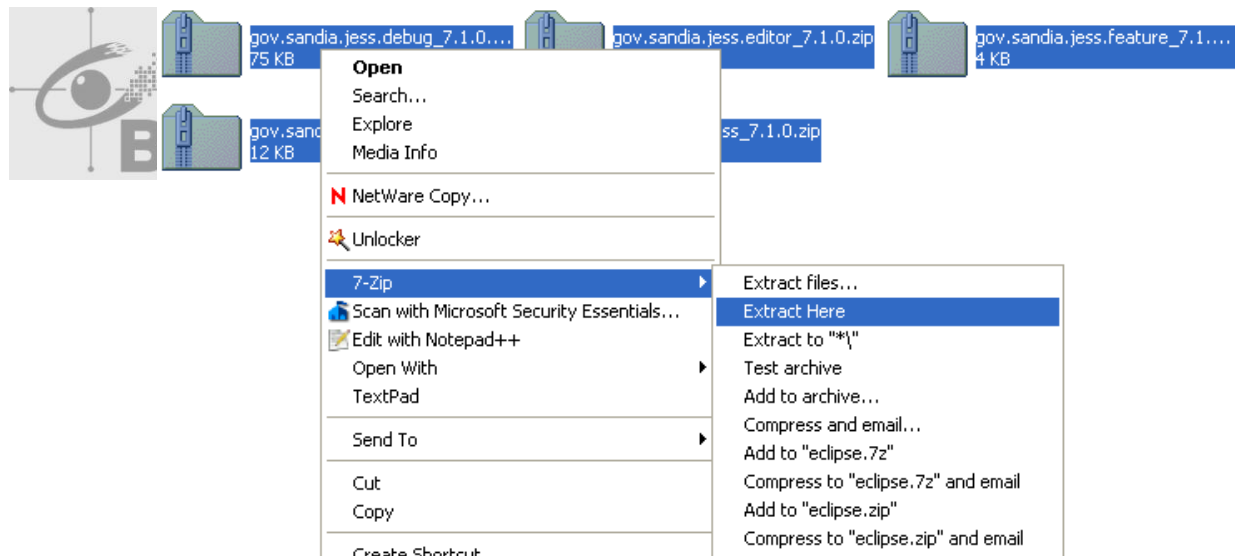 gov.sandia.jess.debug_7.1.0....
75 KB
gov.sandia.jess.editor_7.1.0.zip
gov.sandia.jess.feature_7.1....
4 KB
B
gov.sand
12 KB
ss_7.1.0.zip
Open
Search...
Explore
Media Info
N NetWare Copy...
Unlocker
7-Zip
Scan with Microsoft Security Essentials...
Edit with Notepad++
Open With
TextPad
Send To
Cut
Copy
Create Shortcut
Extract files...
Extract Here
Extract to "*\"
Test archive
Add to archive...
Compress and email...
Add to "eclipse.7z"
Compress to "eclipse.7z" and email
Add to "eclipse.zip"
Compress to "eclipse.zip" and email